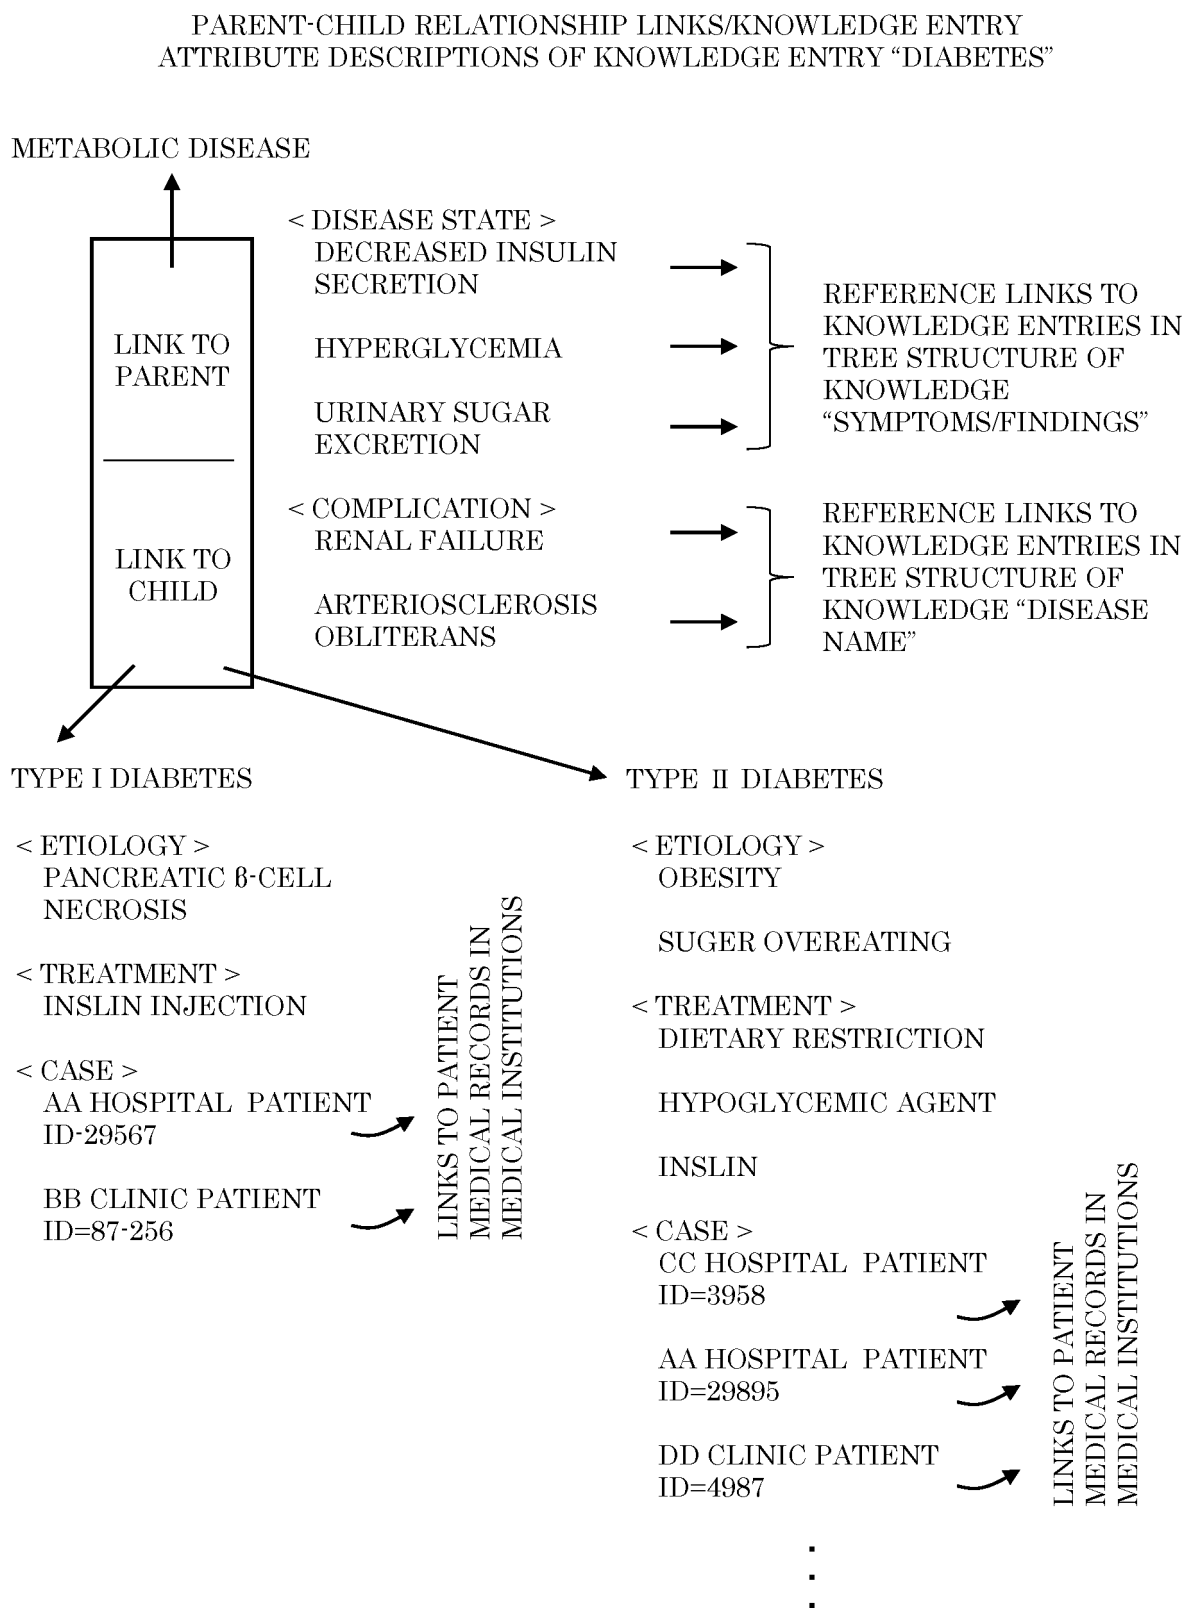 PARENT-CHILD RELATIONSHIP LINKS/KNOWLEDGE ENTRY
ATTRIBUTE DESCRIPTIONS OF KNOWLEDGE ENTRY “DIABETES”
METABOLIC DISEASE
LINK TO
PARENT
LINK TO
CHILD
< DISEASE STATE >
DECREASED INSULIN
SECRETION
HYPERGLYCEMIA
URINARY SUGAR
EXCRETION
REFERENCE LINKS TO
KNOWLEDGE ENTRIES IN
TREE STRUCTURE OF
KNOWLEDGE
“SYMPTOMS/FINDINGS”
< COMPLICATION >
RENAL FAILURE
ARTERIOSCLEROSIS
OBLITERANS
REFERENCE LINKS TO
KNOWLEDGE ENTRIES IN
TREE STRUCTURE OF
KNOWLEDGE “DISEASE
NAME”
TYPE I DIABETES
< ETIOLOGY >
PANCREATIC β-CELL
NECROSIS
< TREATMENT >
INSLIN INJECTION
< CASE >
AA HOSPITAL PATIENT
ID-29567
BB CLINIC PATIENT
ID=87-256
LINKS TO PATIENT
MEDICAL RECORDS IN
MEDICAL INSTITUTIONS
TYPE II DIABETES
< ETIOLOGY >
OBESITY
SUGER OVEREATING
< TREATMENT >
DIETARY RESTRICTION
HYPOGLYCEMIC AGENT
INSLIN
< CASE >
CC HOSPITAL PATIENT
ID=3958
AA HOSPITAL PATIENT
ID=29895
DD CLINIC PATIENT
ID=4987
LINKS TO PATIENT
MEDICAL RECORDS IN
MEDICAL INSTITUTIONS